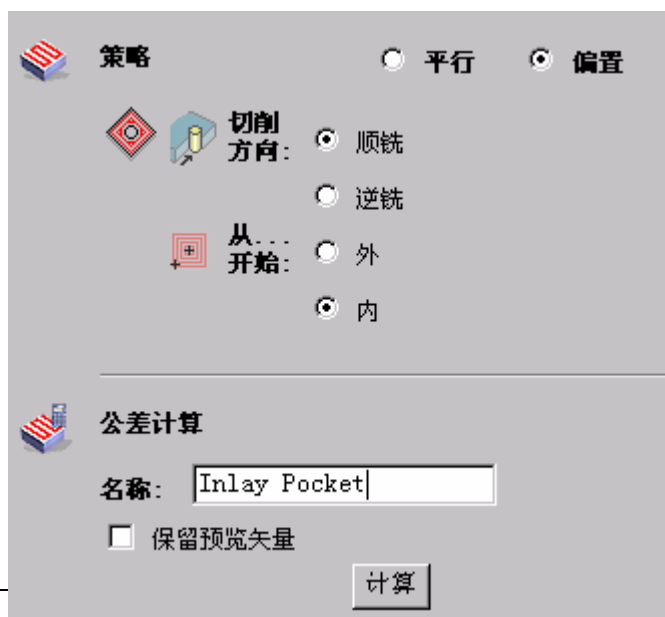 策略 平行 偏置
切削
方向: 顺铣
逆铣
从...
开始: 外
内
公差计算
名称: Inlay Pocket
保留预览矢量
计算